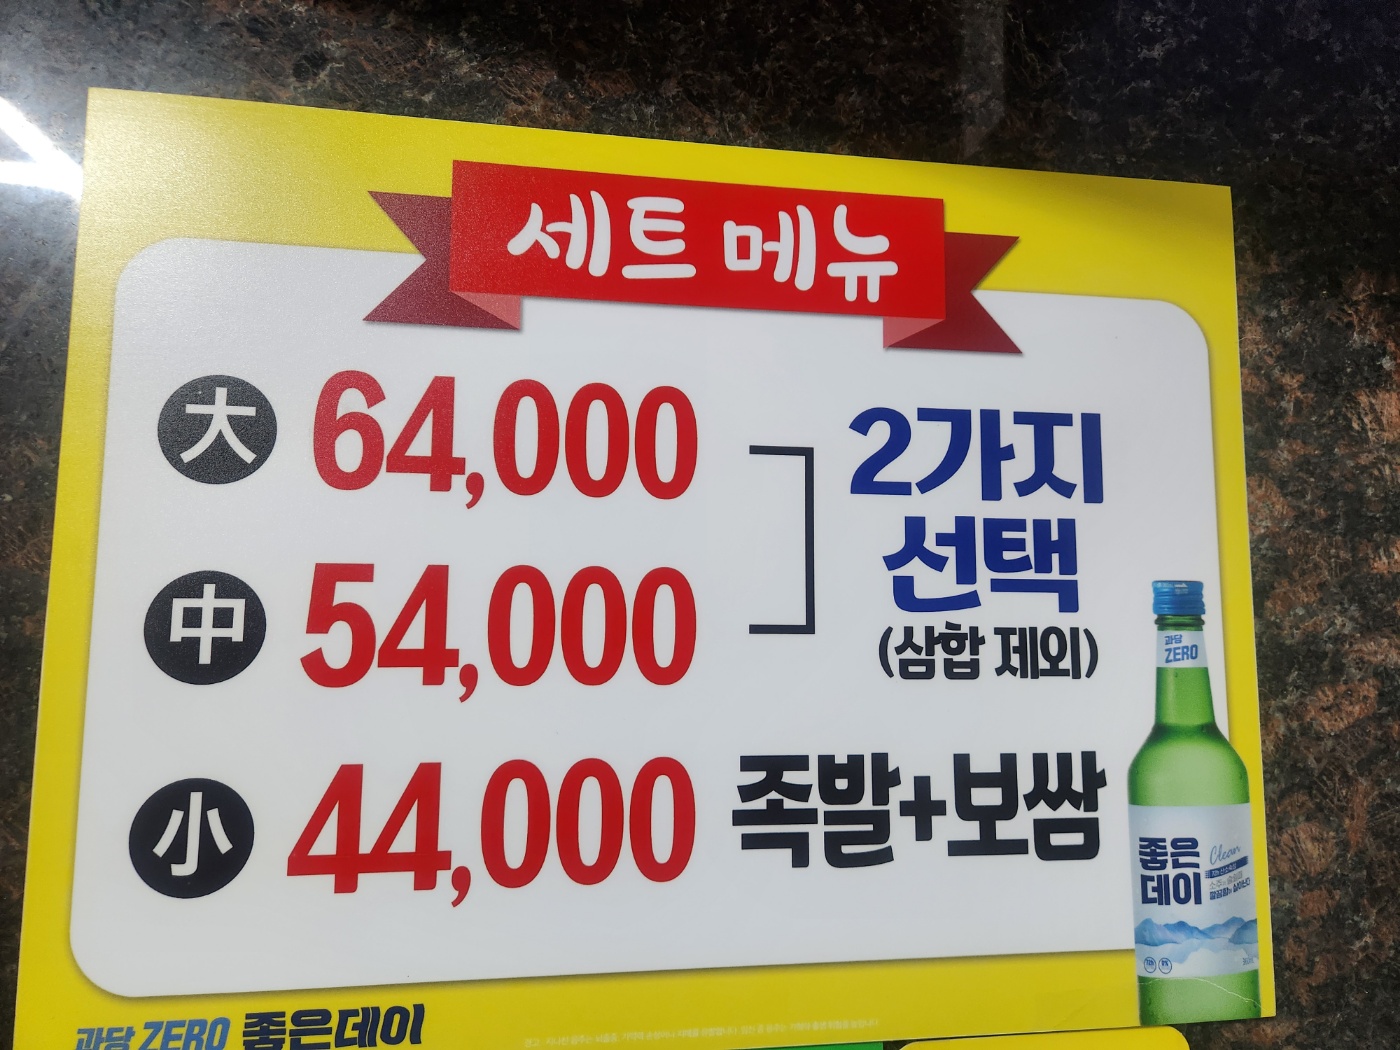 세트 메뉴
大 64,000
2가지
선택
(삼합 제외)
中 54,000
小 44,000 족발+보쌈
과당
ZERO
좋은
데이
Clean
과당 ZERO 좋은데이